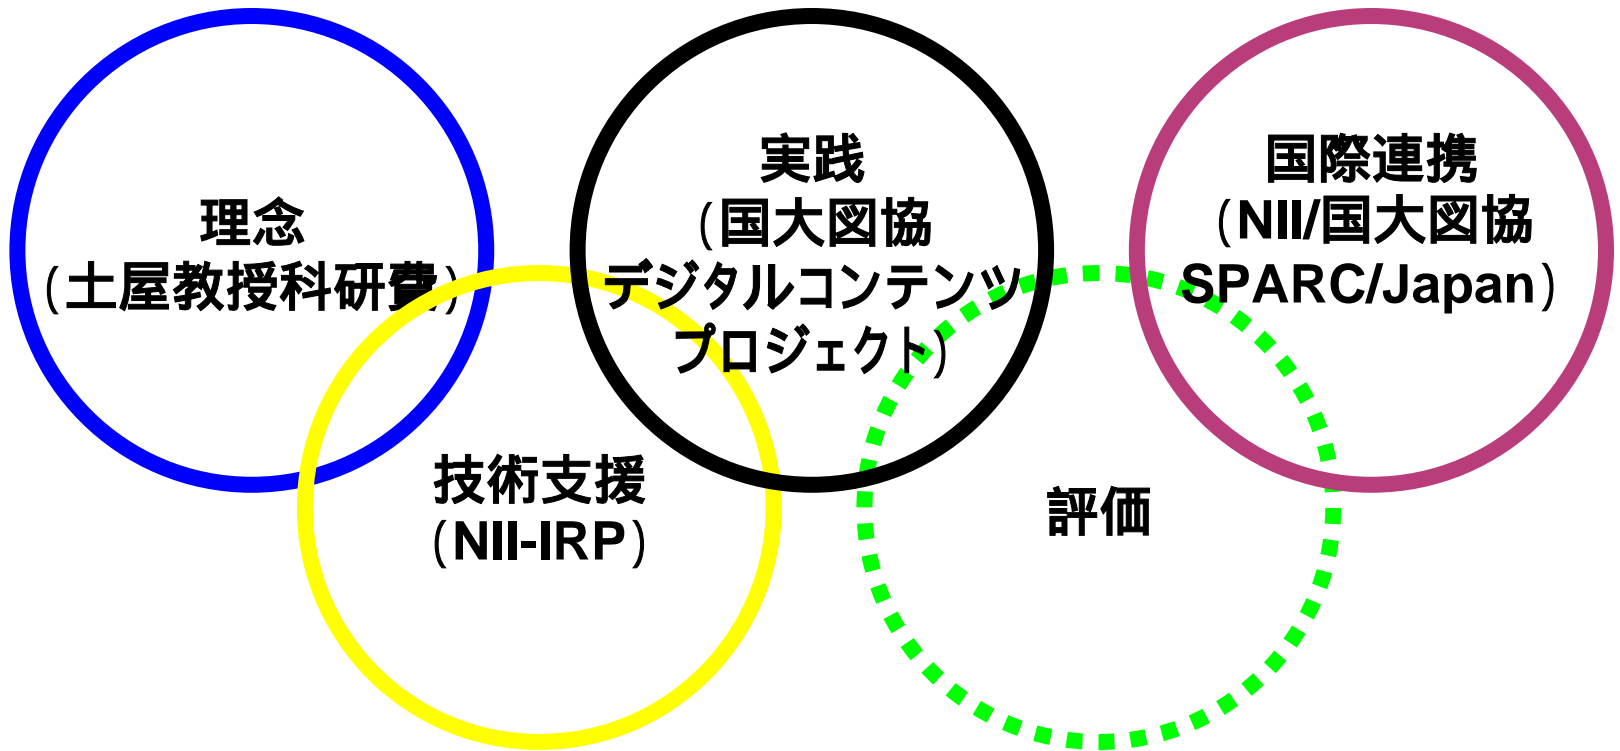 理念
(土屋教授科研費)
実践
(国大図協
デジタルコンテンツ
プロジェクト)
国際連携
(NII/国大図協
SPARC/Japan)
技術支援
(NII-IRP)
評価